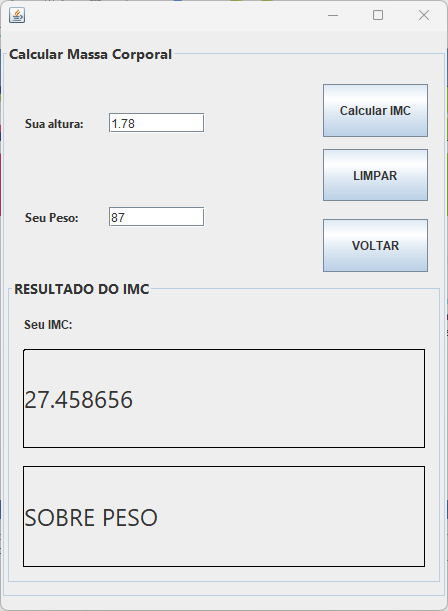 Calcular Massa Corporal
Sua altura: 1.78
Calcular IMC
LIMPAR
Seu Peso: 87
VOLTAR
RESULTADO DO IMC
Seu IMC:
27.458656
SOBRE PESO